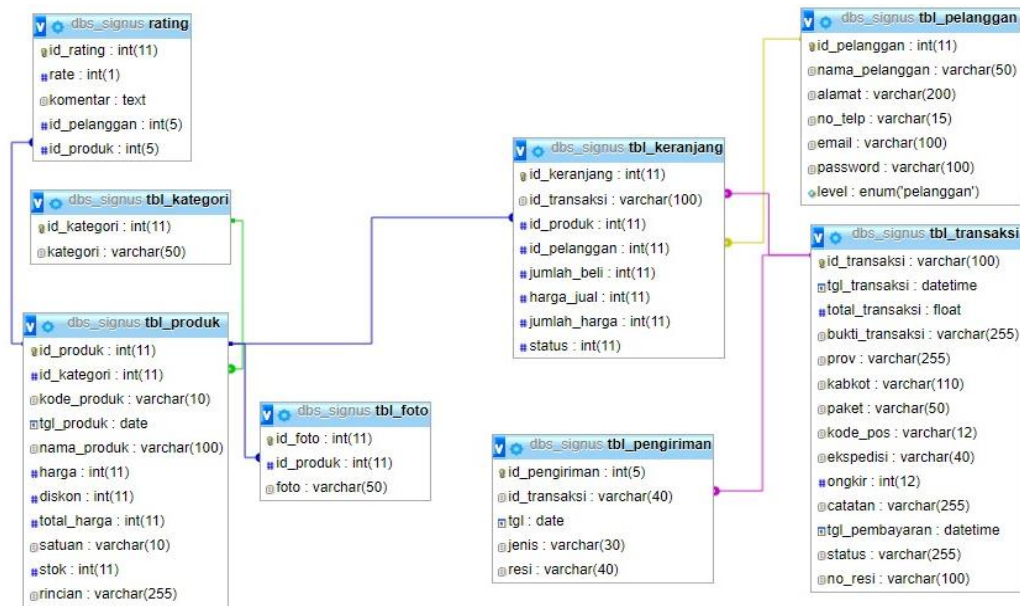 dbs_signus rating
id_rating : int(11)
rate : int(1)
komentar : text
id_pelanggan : int(5)
id_produk : int(5)
dbs_signus tbl_kategori
id_kategori : int(11)
kategori : varchar(50)
dbs_signus tbl_produk
id_produk : int(11)
id_kategori : int(11)
kode_produk : varchar(10)
tgl_produk : date
nama_produk : varchar(100)
harga : int(11)
diskon : int(11)
total_harga : int(11)
satuan : varchar(10)
stok : int(11)
rincian : varchar(255)
dbs_signus tbl_foto
id_foto : int(11)
id_produk : int(11)
foto : varchar(50)
dbs_signus tbl_keranjang
id_keranjang : int(11)
id_transaksi : varchar(100)
id_produk : int(11)
id_pelanggan : int(11)
jumlah_beli : int(11)
harga_jual : int(11)
jumlah_harga : int(11)
status : int(11)
dbs_signus tbl_pengiriman
id_pengiriman : int(5)
id_transaksi : varchar(40)
tgl : date
jenis : varchar(30)
resi : varchar(40)
dbs_signus tbl_pelanggan
id_pelanggan : int(11)
nama_pelanggan : varchar(50)
alamat : varchar(200)
no_telp : varchar(15)
email : varchar(100)
password : varchar(100)
level : enum('pelanggan')
dbs_signus tbl_transaksi
id_transaksi : varchar(100)
tgl_transaksi : datetime
total_transaksi : float
bukti_transaksi : varchar(255)
prov : varchar(255)
kabkot : varchar(110)
paket : varchar(50)
kode_pos : varchar(12)
ekspedisi : varchar(40)
ongkir : int(12)
catatan : varchar(255)
tgl_pembayaran : datetime
status : varchar(255)
no_resi : varchar(100)